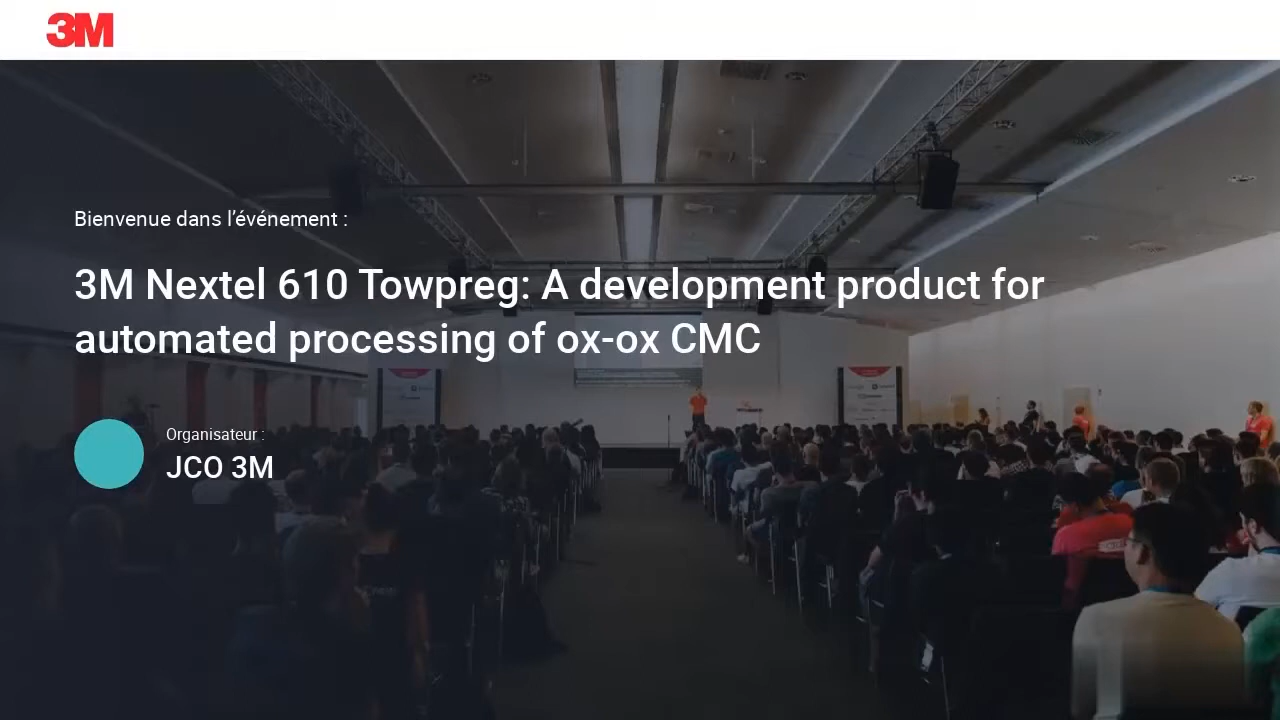 3M
Bienvenue dans l’événement :
3M Nextel 610 Towpreg: A development product for
automated processing of ox-ox CMC
Organisateur :
JCO 3M